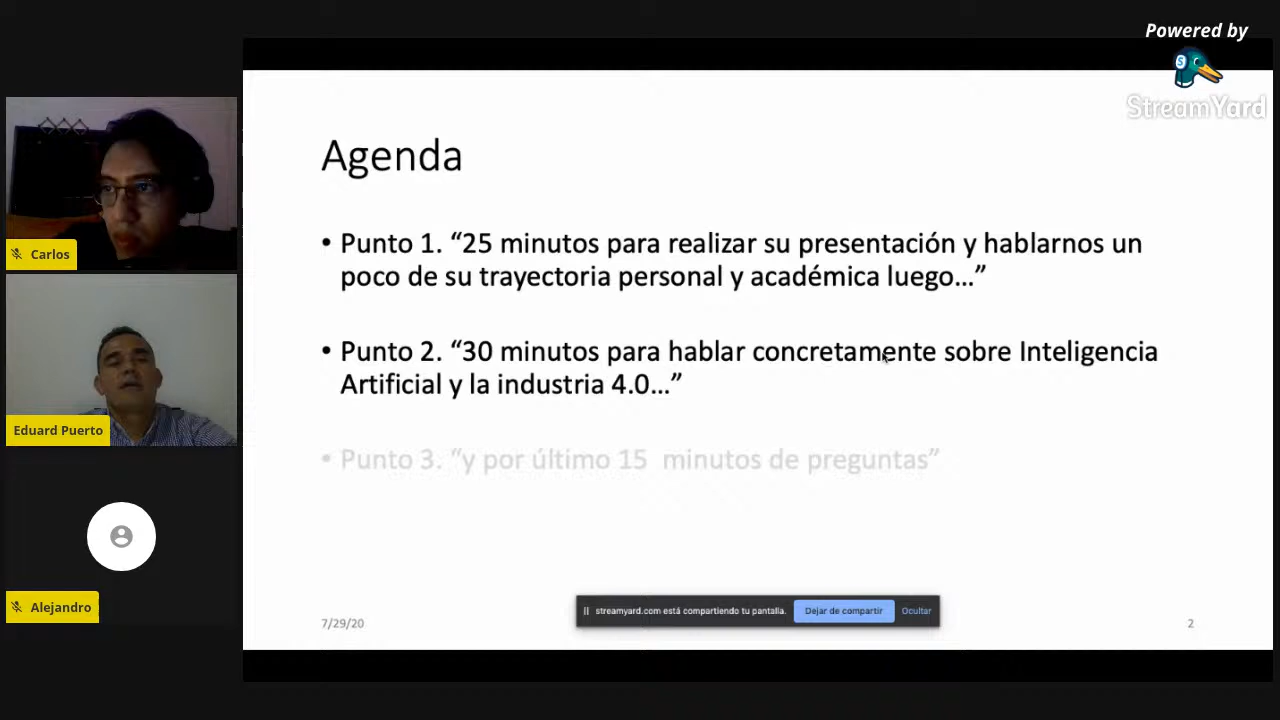 Powered by
StreamYard
Agenda
• Punto 1. “25 minutos para realizar su presentación y hablarnos un
poco de su trayectoria personal y académica luego...”
• Punto 2. “30 minutos para hablar concretamente sobre Inteligencia
Artificial y la industria 4.0...”
• Punto 3. “y por último 15 minutos de preguntas”
Carlos
Eduard Puerto
Alejandro
streamyard.com está compartiendo tu pantalla.
Dejar de compartir
Ocultar
7/29/20
2